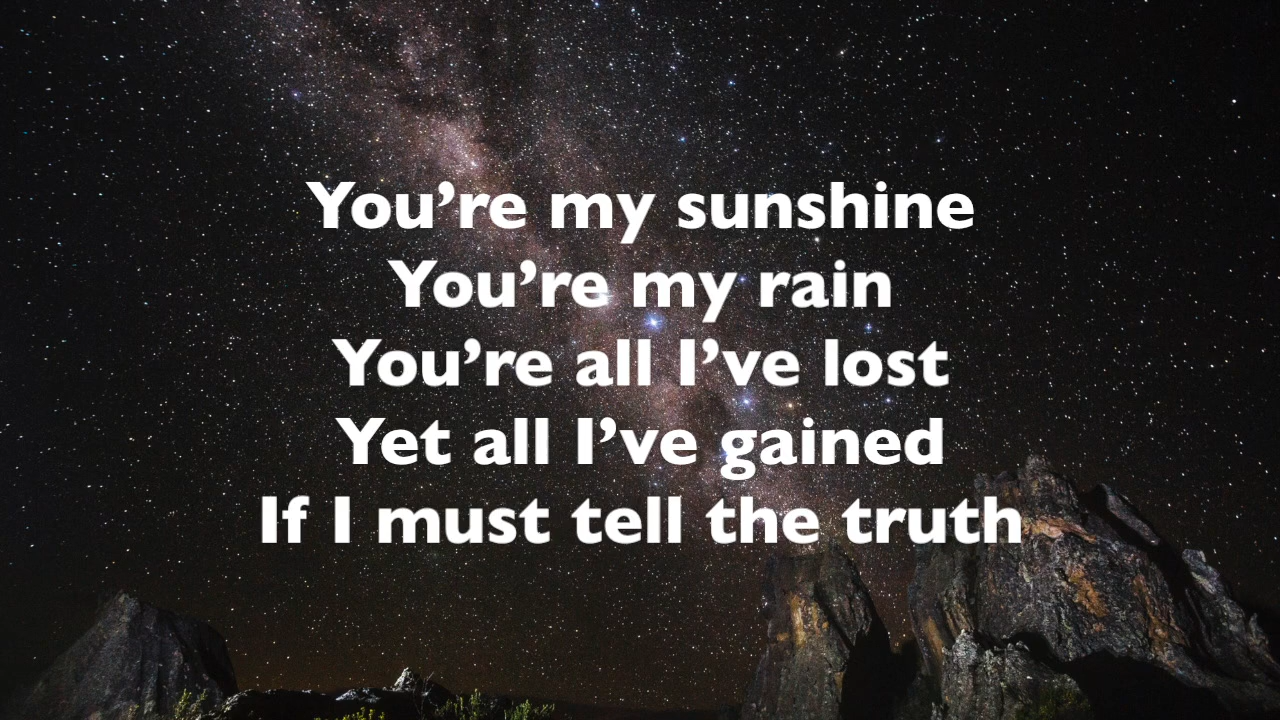 You’re my sunshine
You’re my rain
You’re all I’ve lost
Yet all I’ve gained
If I must tell the truth